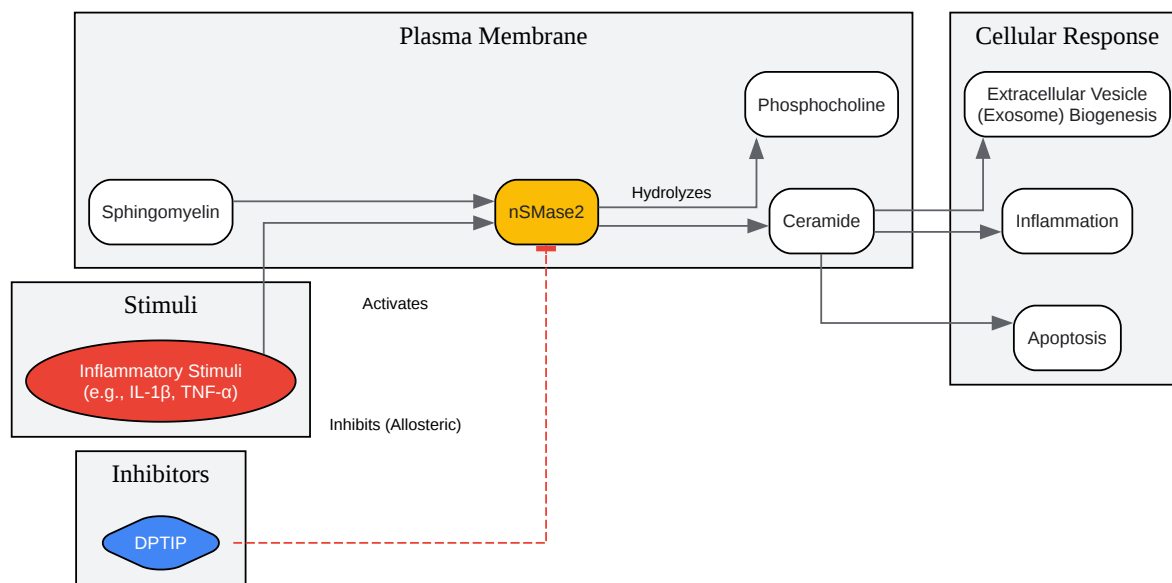 Plasma Membrane
Cellular Response
Phosphocholine
Extracellular Vesicle
(Exosome) Biogenesis
Hydrolyzes
Sphingomyelin
nSMase2
Ceramide
Inflammation
Stimuli
Activates
Apoptosis
Inflammatory Stimuli
(e.g., IL-1β, TNF-α)
Inhibits (Allosteric)
Inhibitors
DPTIP